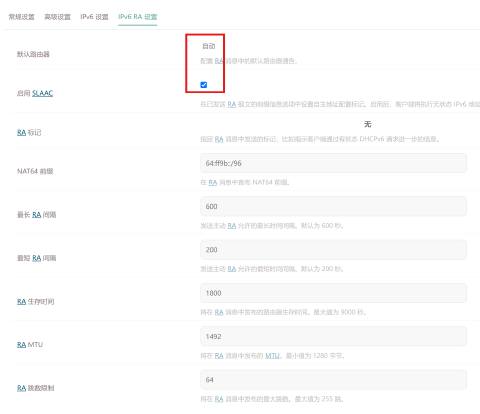 常规设置 高级设置 IPv6 设置 IPv6 RA 设置
默认路由器
自动
配置 RA 消息中的默认路由器通告。
启用 SLAAC
在已发送 RA 报文的前缀信息选项中设置自主地址配置标记。启用后，客户端将执行无状态 IPv6 地址
RA 标记
无
指定 RA 消息中发送的标记，比如指示客户端通过有状态 DHCPv6 请求进一步的信息。
NAT64 前缀
64:ff9b::/96
在 RA 消息中宣布 NAT64 前缀。
最长 RA 间隔
600
发送主动 RA 允许的最长时间间隔。默认为 600 秒。
最短 RA 间隔
200
发送主动 RA 允许的最短时间间隔。默认为 200 秒。
RA 生存时间
1800
将在 RA 消息中发布的路由器生存时间。最大值为 9000 秒。
RA MTU
1492
将在 RA 消息中发布的 MTU。最小值为 1280 字节。
RA 跳数限制
64
将在 RA 消息中发布的最大跳数。最大值为 255 跳。